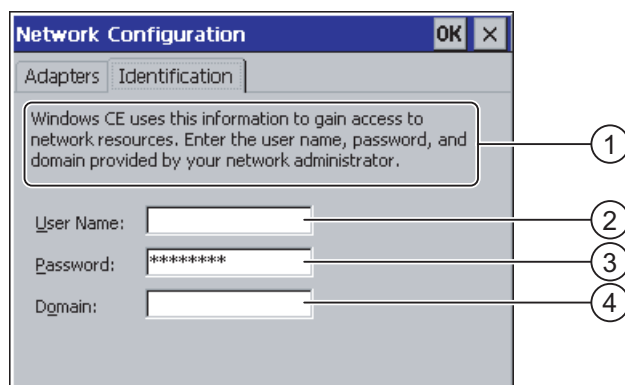 Network Configuration OK ×
Adapters Identification
Windows CE uses this information to gain access to
network resources. Enter the user name, password, and
domain provided by your network administrator.
1
User Name:
2
Password: ********
3
Domain:
4